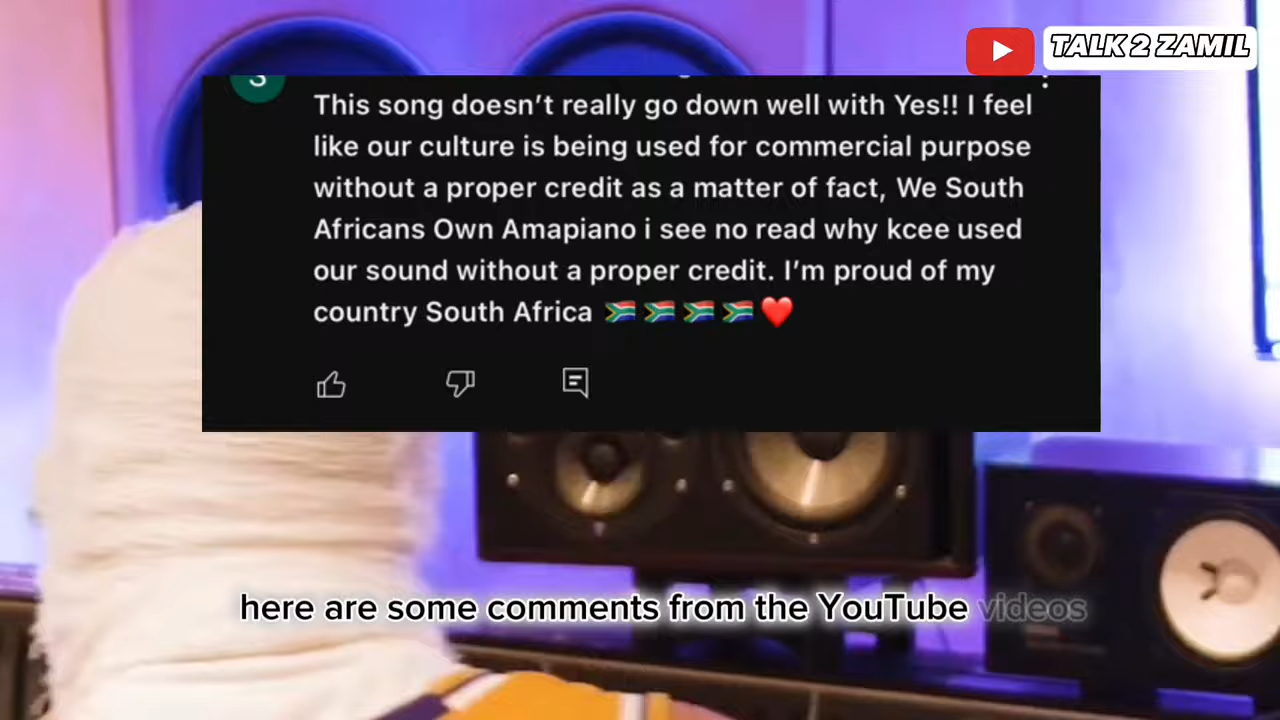 TALK 2 ZAMIL
S
This song doesn't really go down well with Yes!! I feel
like our culture is being used for commercial purpose
without a proper credit as a matter of fact, We South
Africans Own Amapiano i see no read why kcee used
our sound without a proper credit. I'm proud of my
country South Africa 🇿🇦🇿🇦🇿🇦🇿🇦❤️
here are some comments from the YouTube videos